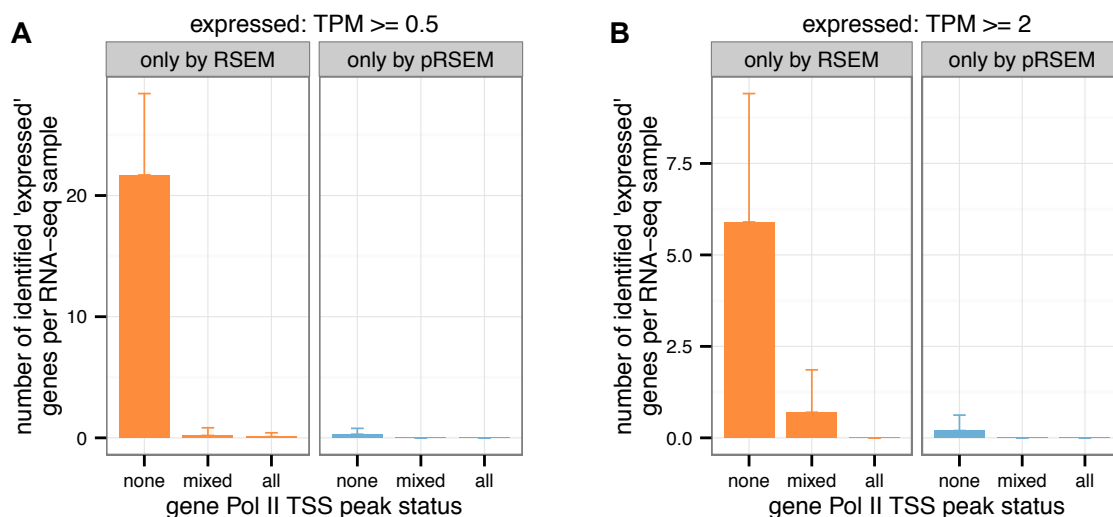 A
expressed: TPM >= 0.5
only by RSEM
only by pRSEM
number of identified 'expressed'
genes per RNA−seq sample
20
10
0
none mixed all
none mixed all
gene Pol II TSS peak status
B
expressed: TPM >= 2
only by RSEM
only by pRSEM
number of identified 'expressed'
genes per RNA−seq sample
7.5
5.0
2.5
0.0
none mixed all
none mixed all
gene Pol II TSS peak status